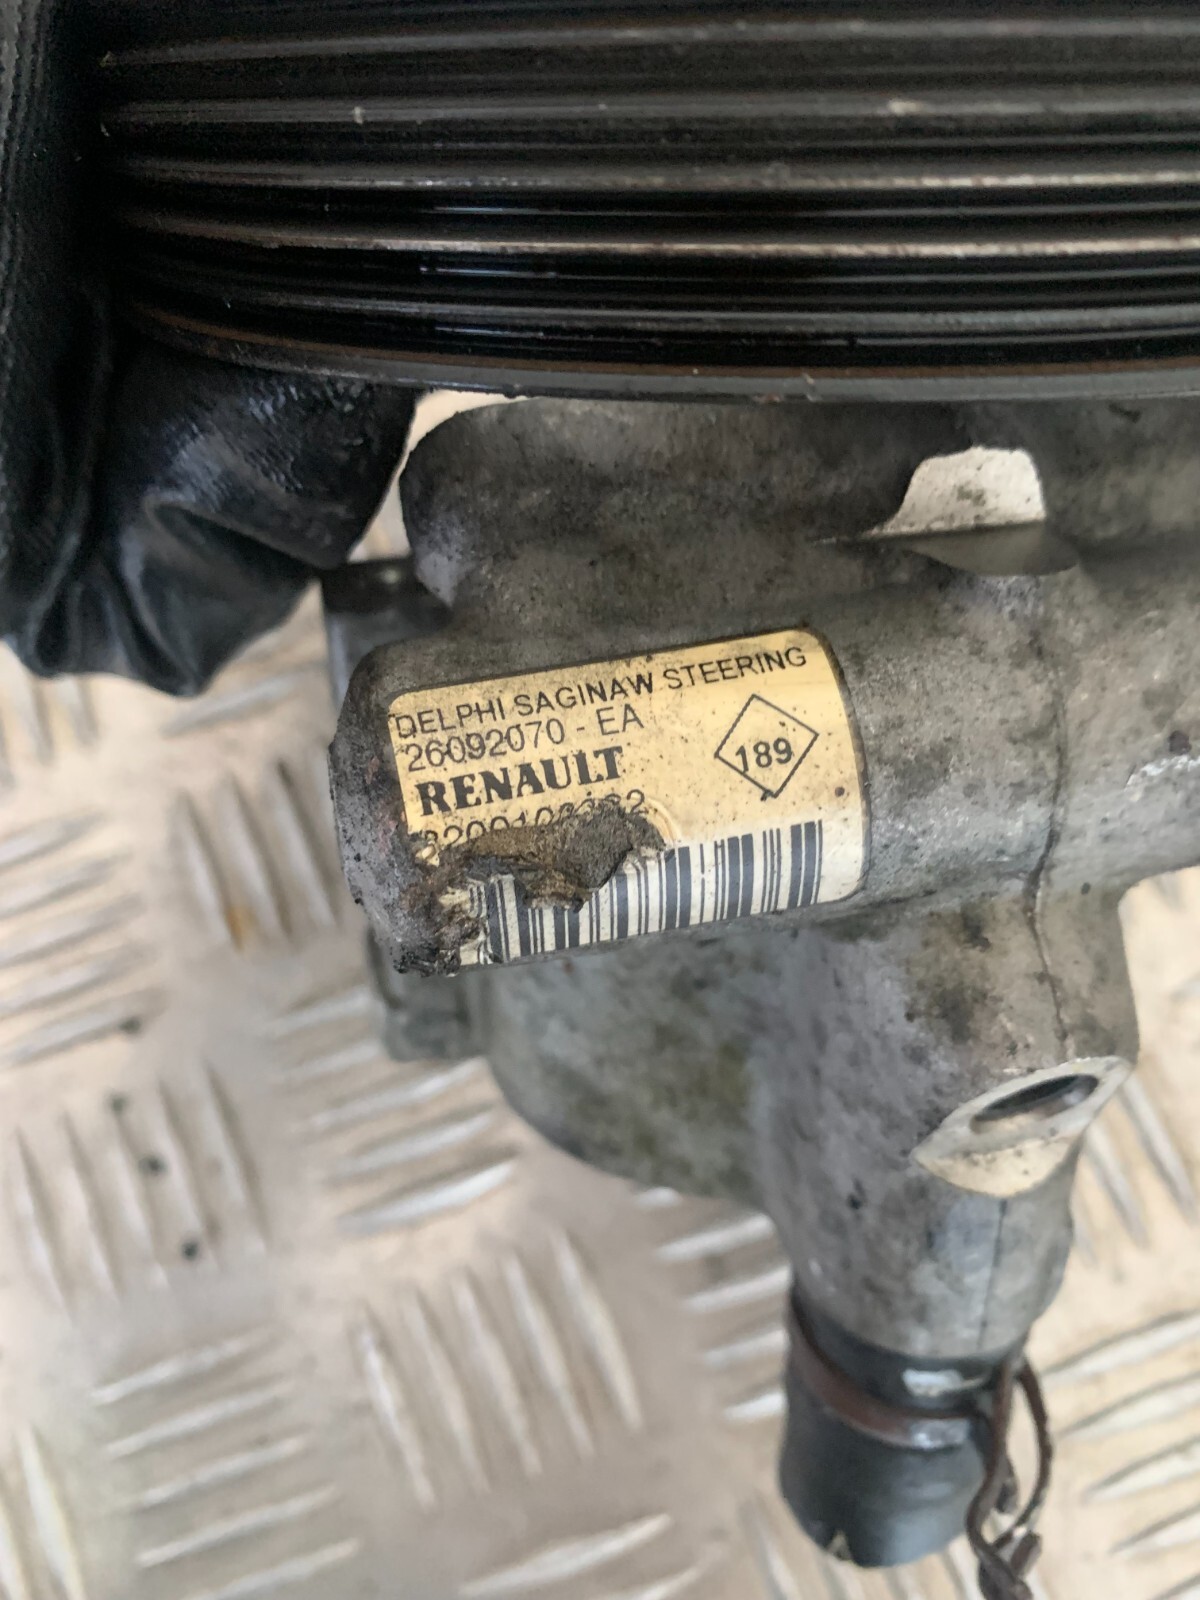 DELPHI SAGINAW STEERING
26092070 - EA
189
RENAULT